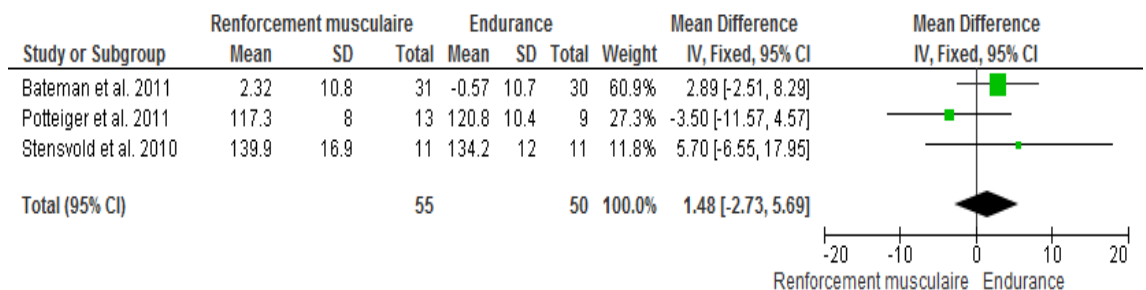 Renforcement musculaire Endurance Mean Difference Mean Difference
Study or Subgroup Mean SD Total Mean SD Total Weight IV, Fixed, 95% CI IV, Fixed, 95% CI
Bateman et al. 2011 2.32 10.8 31 -0.57 10.7 30 60.9% 2.89 [-2.51, 8.29]
Potteiger et al. 2011 117.3 8 13 120.8 10.4 9 27.3% -3.50 [-11.57, 4.57]
Stensvold et al. 2010 139.9 16.9 11 134.2 12 11 11.8% 5.70 [-6.55, 17.95]
Total (95% CI) 55 50 100.0% 1.48 [-2.73, 5.69]
-20 -10 0 10 20
Renforcement musculaire Endurance